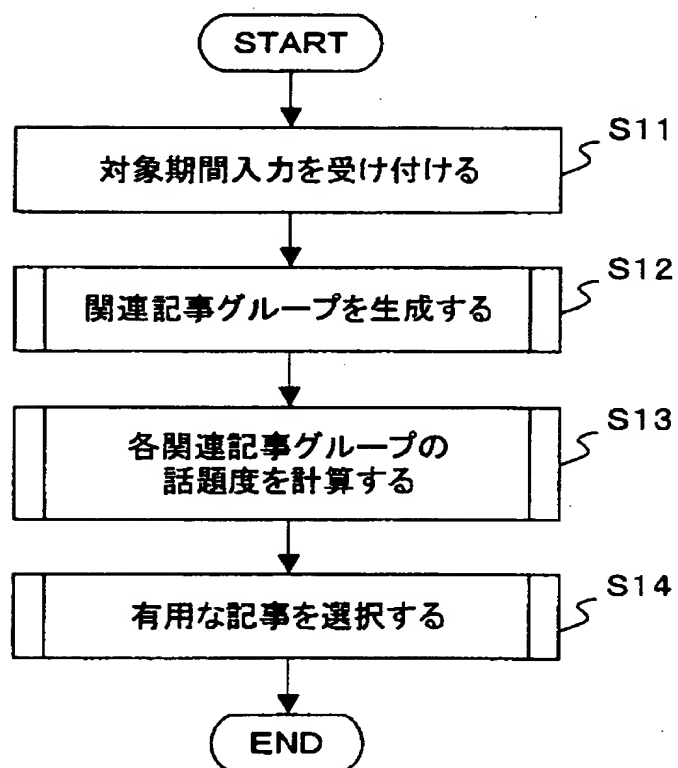 START
対象期間入力を受け付ける
S11
関連記事グループを生成する
S12
各関連記事グループの
話題度を計算する
S13
有用な記事を選択する
S14
END